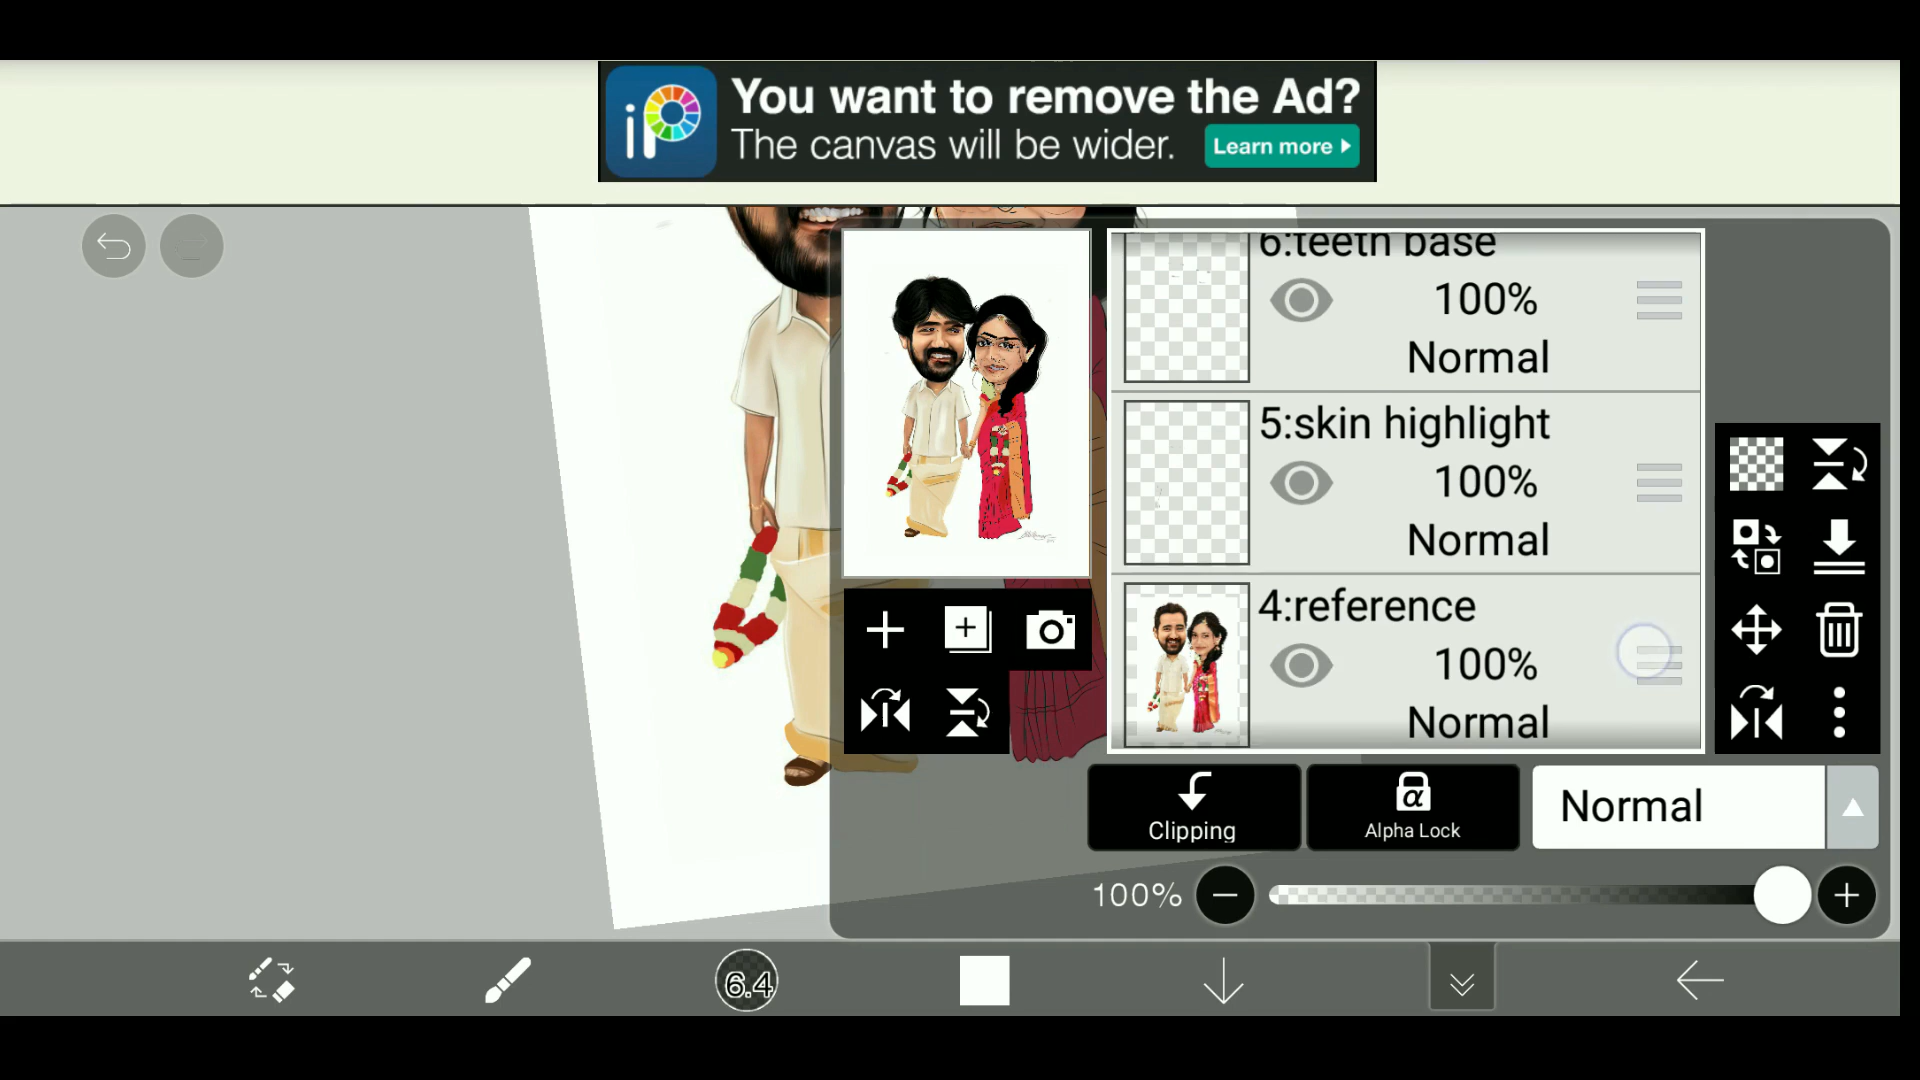 iP
You want to remove the Ad?
The canvas will be wider.
Learn more
6:teeth base
100%
Normal
5:skin highlight
100%
Normal
4:reference
100%
Normal
Clipping
α
Alpha Lock
Normal
100%
6.4